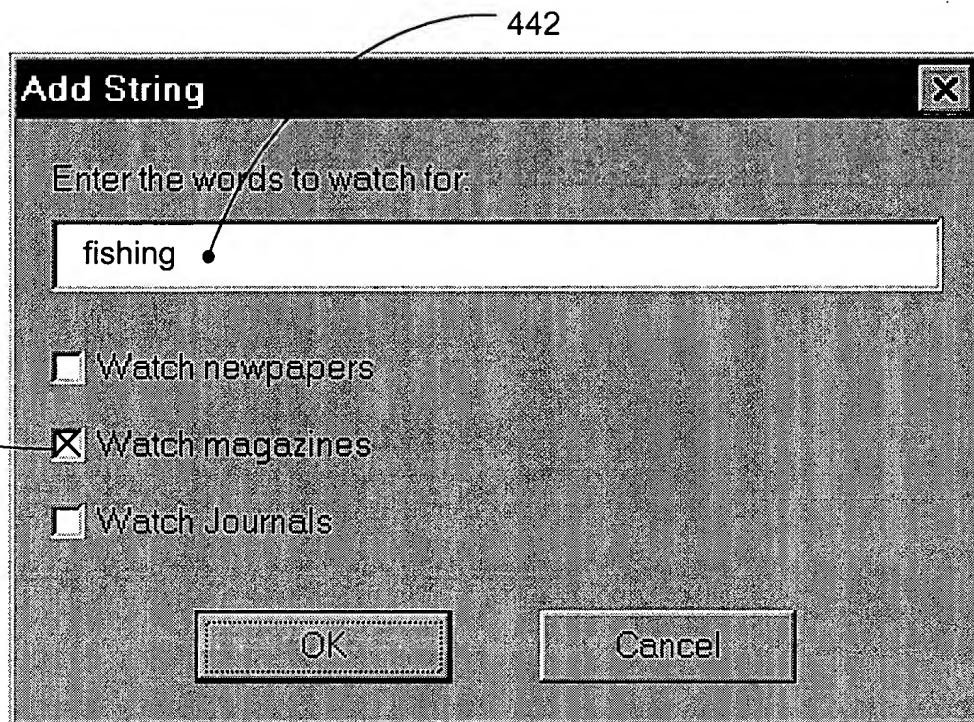 442
Add String
Enter the words to watch for:
fishing
Watch newpapers
Watch magazines
Watch Journals
OK
Cancel